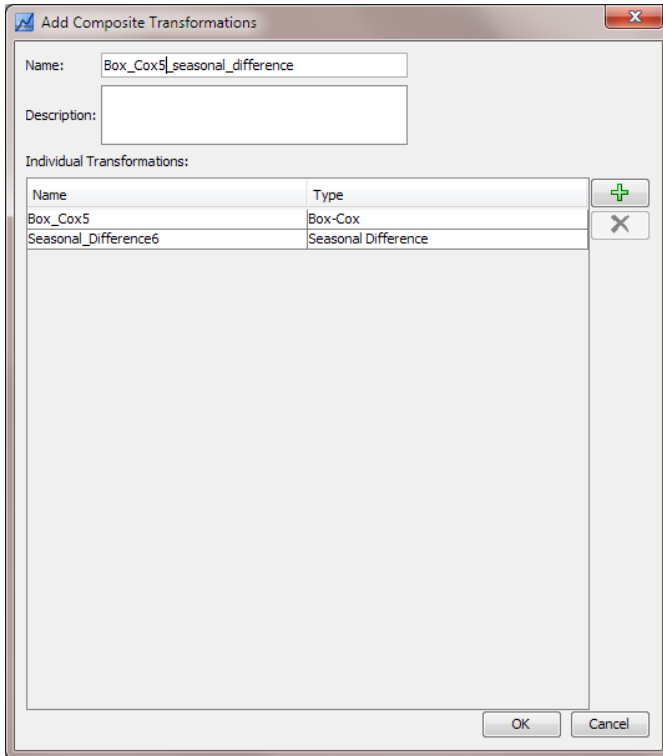 Add Composite Transformations
Name: Box_Cox5_seasonal_difference
Description:
Individual Transformations:
Name Type
Box_Cox5 Box-Cox
Seasonal_Difference6 Seasonal Difference
OK Cancel